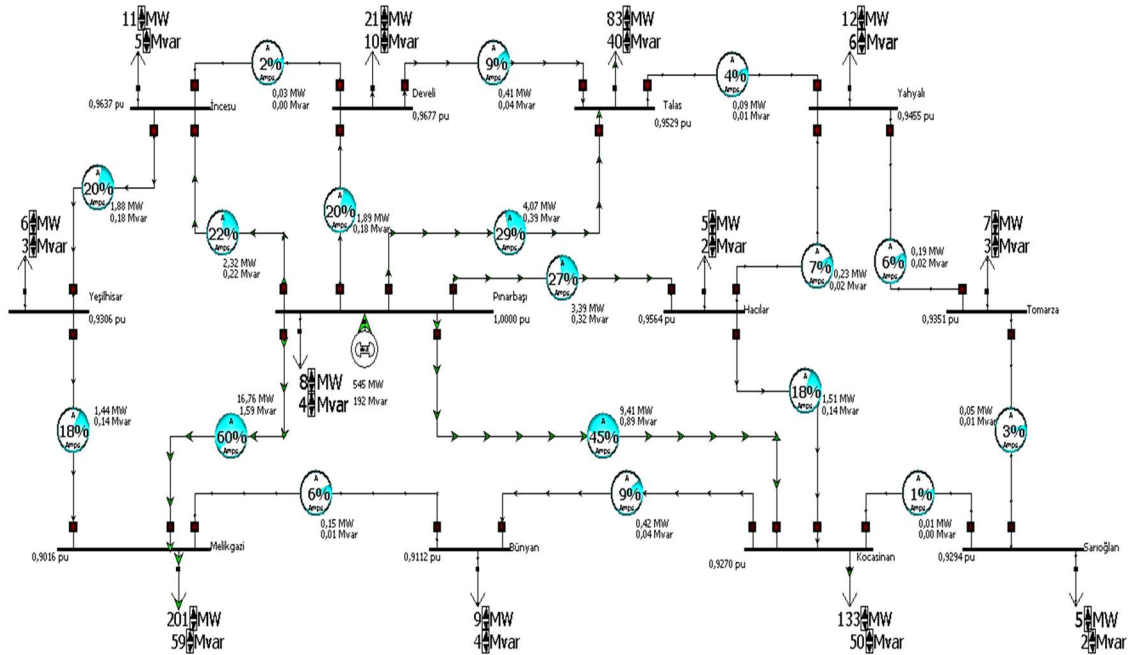 11 MW
5 Mvar
21 MW
10 Mvar
83 MW
40 Mvar
12 MW
6 Mvar
A
2%
Amps
0,03 MW
0,00 Mvar
A
9%
Amps
0,41 MW
0,04 Mvar
A
4%
Amps
0,09 MW
0,01 Mvar
0,9637 pu
İncesu
Develi
0,9677 pu
Talas
0,9529 pu
Yahyalı
0,9455 pu
A
20%
Amps
1,88 MW
0,18 Mvar
6 MW
3 Mvar
A
22%
Amps
2,32 MW
0,22 Mvar
A
20%
Amps
1,89 MW
0,18 Mvar
A
29%
Amps
4,07 MW
0,39 Mvar
A
27%
Amps
3,39 MW
0,32 Mvar
5 MW
2 Mvar
A
7%
Amps
0,23 MW
0,02 Mvar
A
6%
Amps
0,19 MW
0,02 Mvar
7 MW
3 Mvar
Yeşilhisar
0,9306 pu
Pınarbaşı
1,0000 pu
0,9564 pu
Hacılar
0,9351 pu
Tomarza
8 MW
4 Mvar
545 MW
192 Mvar
A
18%
Amps
1,44 MW
0,14 Mvar
16,76 MW
1,59 Mvar
A
60%
Amps
9,41 MW
0,89 Mvar
A
45%
Amps
A
18%
Amps
1,51 MW
0,14 Mvar
0,05 MW
0,01 Mvar
A
3%
Amps
A
6%
Amps
0,15 MW
0,01 Mvar
A
9%
Amps
0,42 MW
0,04 Mvar
A
1%
Amps
0,01 MW
0,00 Mvar
0,9016 pu
Melikgazi
0,9112 pu
Bünyan
0,9270 pu
Kocasinan
0,9294 pu
Sarıoğlan
201 MW
59 Mvar
9 MW
4 Mvar
133 MW
50 Mvar
5 MW
2 Mvar